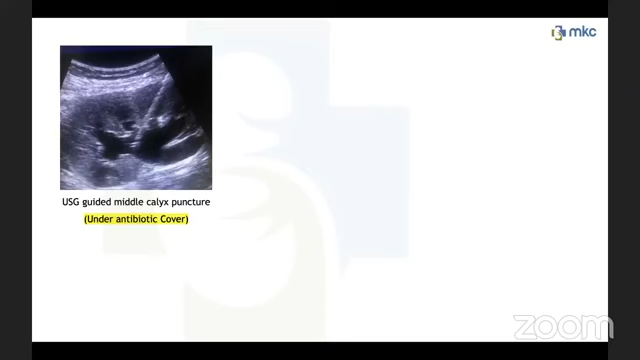 mkc
USG guided middle calyx puncture
(Under antibiotic Cover)
zoom